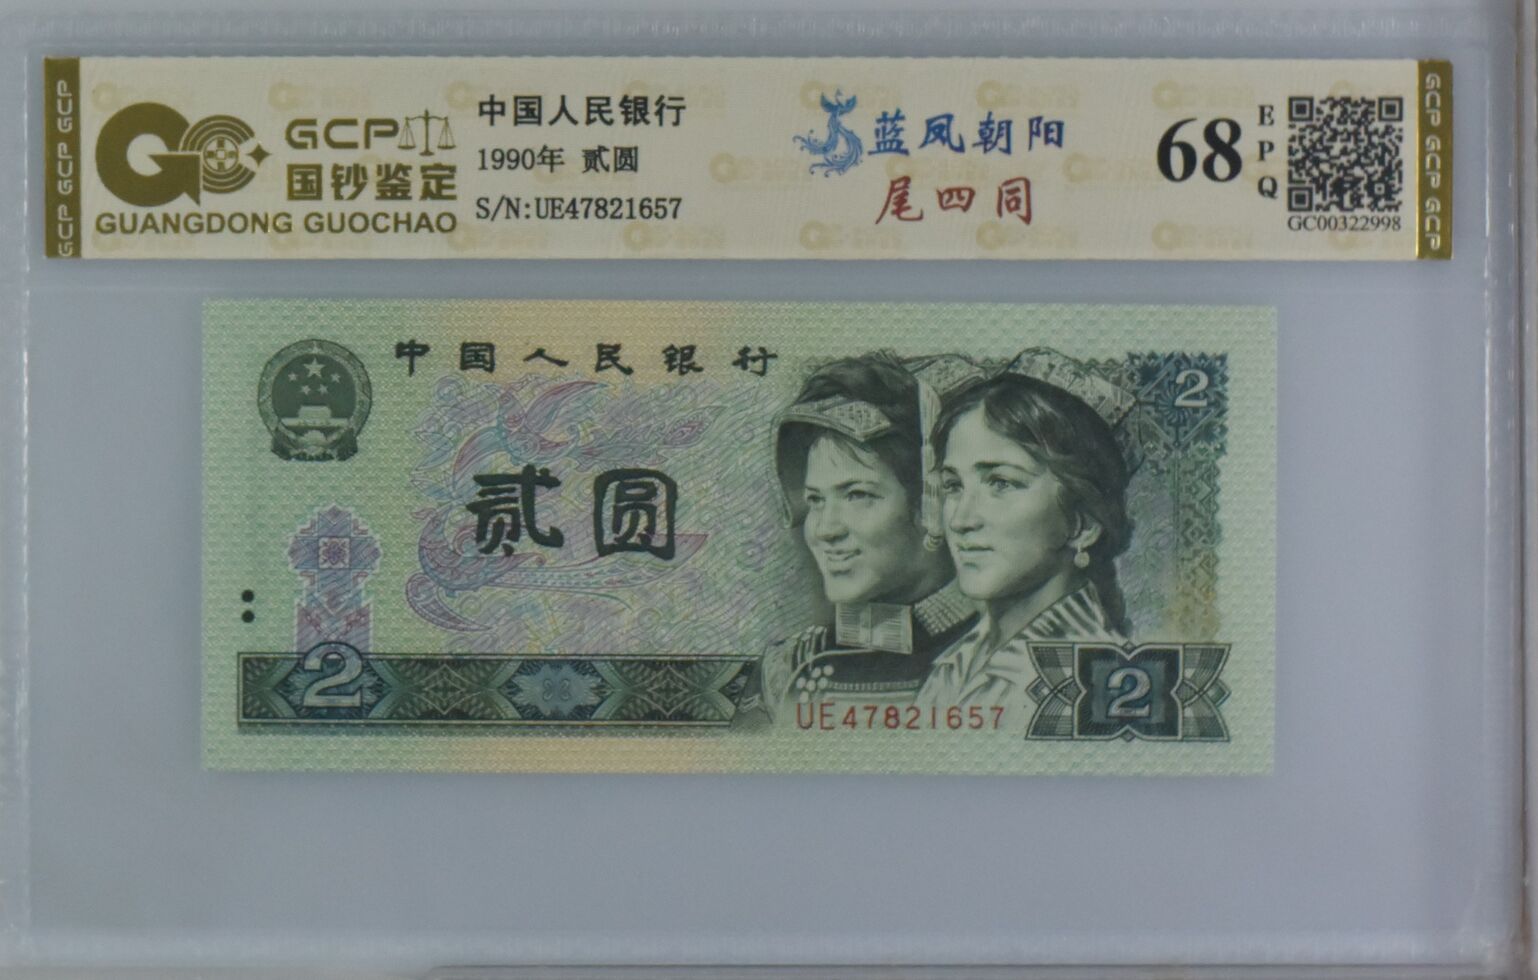 GCP
国钞鉴定
GUANGDONG GUOCHAO
中国人民银行
1990年 贰圆
S/N:UE47821657
蓝凤朝阳
尾四同
68
EPQ
GC00322998
GCP GCP GCP
GCP GCP GCP
中国人民银行
贰圆
2
2
2
UE47821657